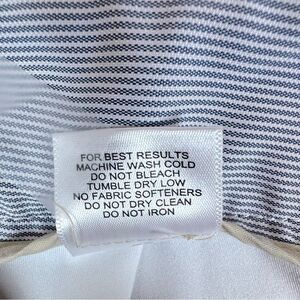 FOR BEST RESULTS
MACHINE WASH COLD
DO NOT BLEACH
TUMBLE DRY LOW
NO FABRIC SOFTENERS
DO NOT DRY CLEAN
DO NOT IRON